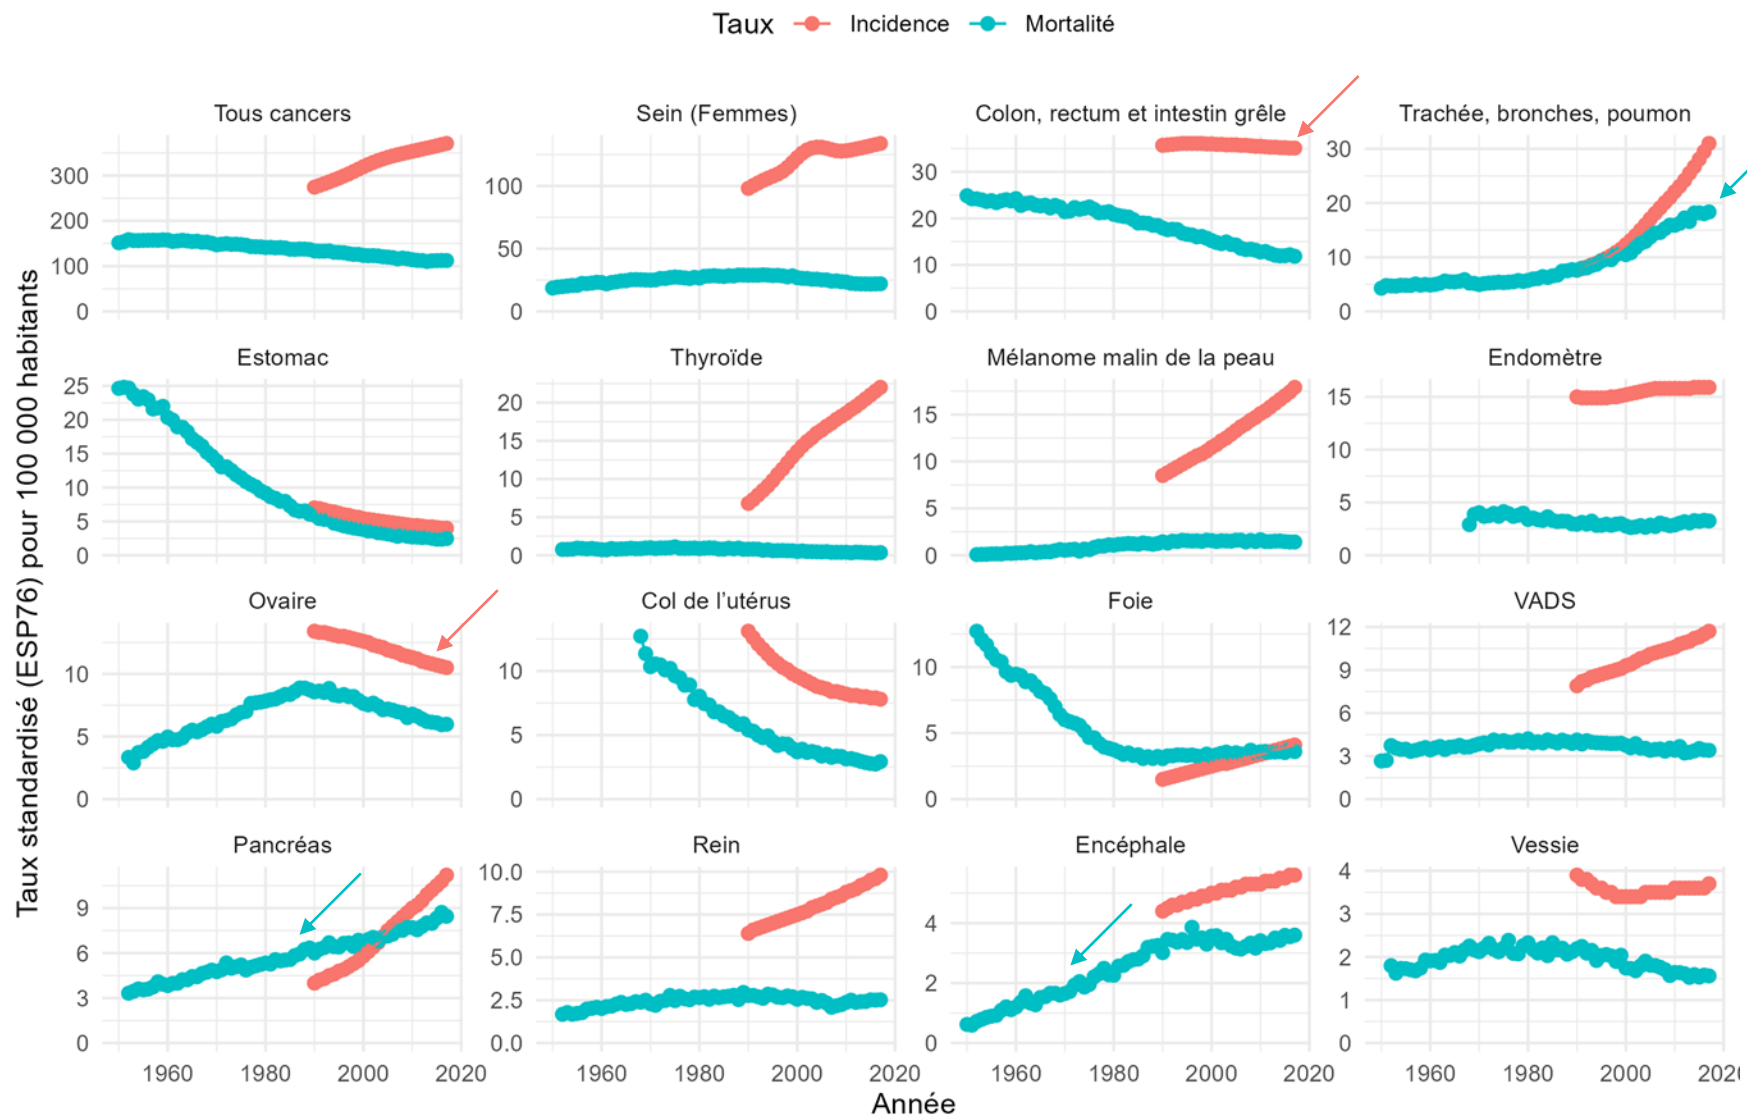 Taux Incidence Mortalité
Taux standardisé (ESP76) pour 100 000 habitants
Tous cancers
300
200
100
0
Sein (Femmes)
100
50
0
Colon, rectum et intestin grêle
30
20
10
0
Trachée, bronches, poumon
30
20
10
0
Estomac
25
20
15
10
5
0
Thyroïde
20
15
10
5
0
Mélanome malin de la peau
15
10
5
0
Endomètre
15
10
5
0
Ovaire
10
5
0
Col de l’utérus
10
5
0
Foie
10
5
0
VADS
12
9
6
3
0
Pancréas
9
6
3
0
Rein
10.0
7.5
5.0
2.5
0.0
Encéphale
4
2
0
Vessie
4
3
2
1
0
1960 1980 2000 2020
1960 1980 2000 2020
1960 1980 2000 2020
1960 1980 2000
Année